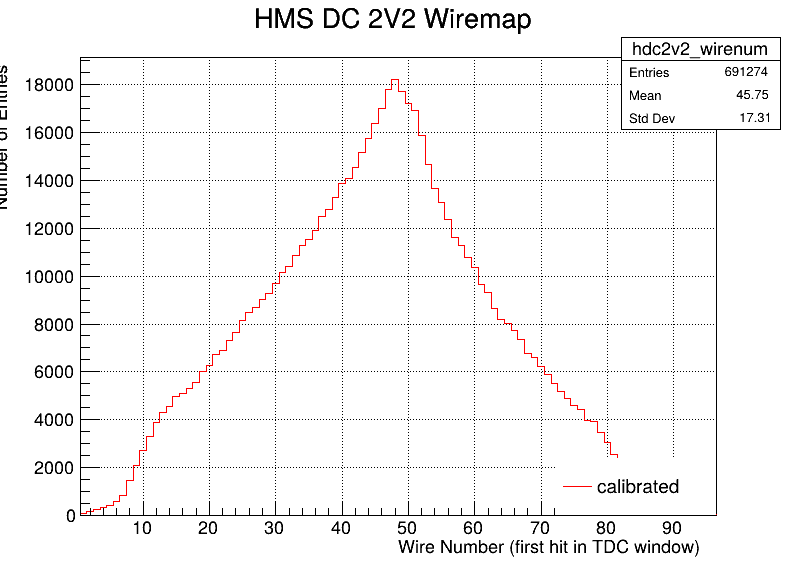 HMS DC 2V2 Wiremap
hdc2v2_wirenum
Entries 691274
Mean 45.75
Std Dev 17.31
Number of Entries
18000
16000
14000
12000
10000
8000
6000
4000
2000
0
calibrated
10 20 30 40 50 60 70 80 90
Wire Number (first hit in TDC window)